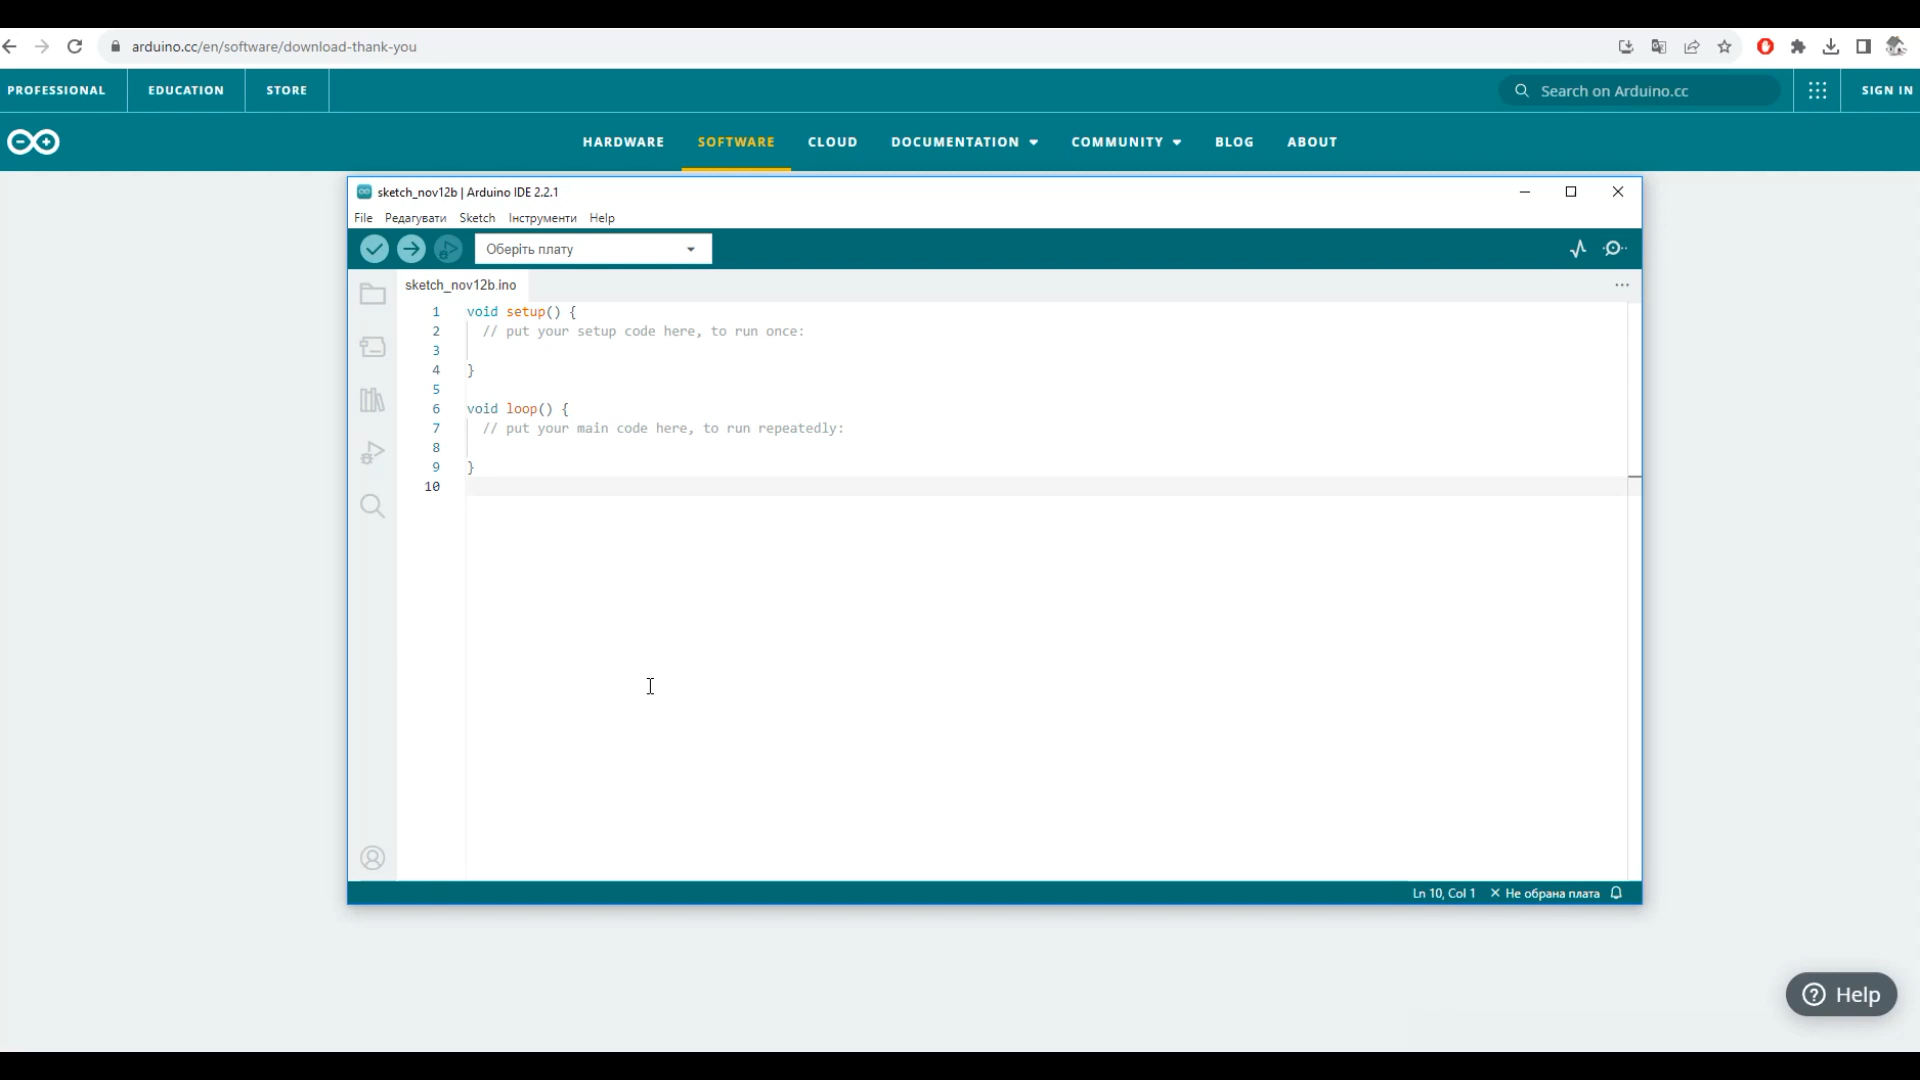 arduino.cc/en/software/download-thank-you
PROFESSIONAL EDUCATION STORE Search on Arduino.cc SIGN IN
HARDWARE SOFTWARE CLOUD DOCUMENTATION COMMUNITY BLOG ABOUT
sketch_nov12b | Arduino IDE 2.2.1
File Редагувати Sketch Інструменти Help
Оберіть плату
sketch_nov12b.ino
1 void setup() {
2 // put your setup code here, to run once:
3
4 }
5
6 void loop() {
7 // put your main code here, to run repeatedly:
8
9 }
10
Ln 10, Col 1 × Не обрана плата
Help